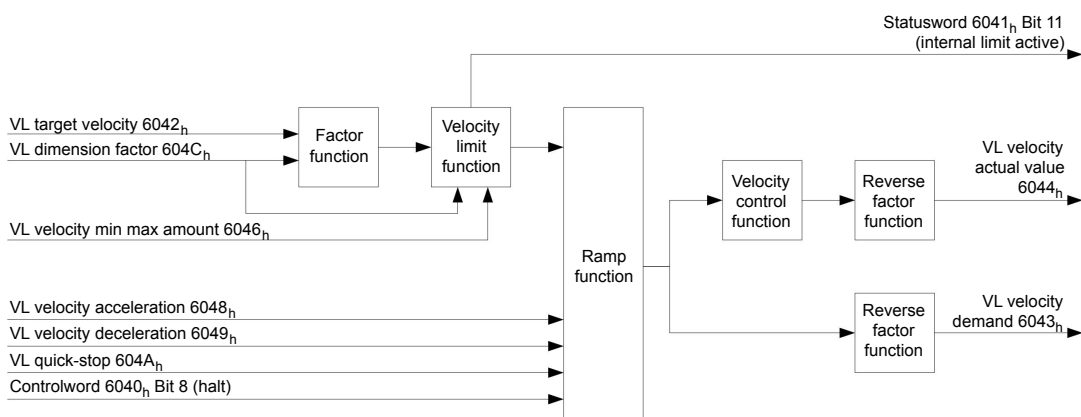 Statusword 6041h Bit 11
(internal limit active)
VL target velocity 6042h
VL dimension factor 604Ch
Factor
function
Velocity
limit
function
VL velocity min max amount 6046h
Ramp
function
Velocity
control
function
Reverse
factor
function
VL velocity
actual value
6044h
VL velocity acceleration 6048h
VL velocity deceleration 6049h
VL quick-stop 604Ah
Controlword 6040h Bit 8 (halt)
Reverse
factor
function
VL velocity
demand 6043h